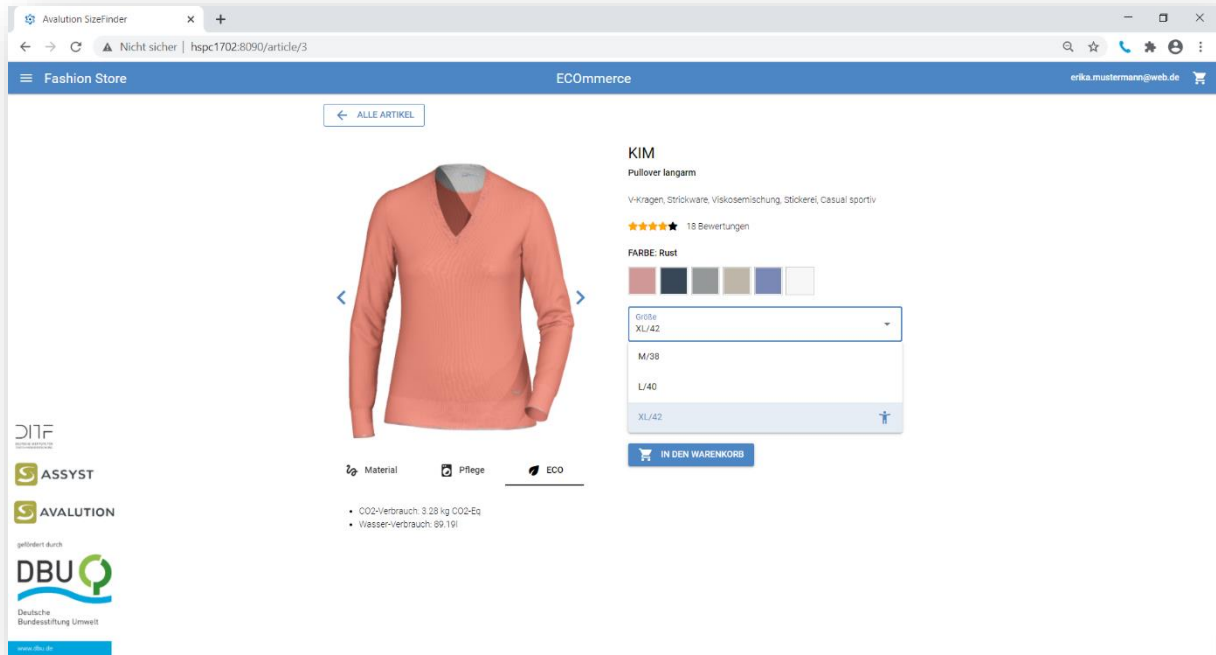 Avalution SizeFinder
Nicht sicher | hspc1702:8090/article/3
Fashion Store
ECOmmerce
erika.mustermann@web.de
ALLE ARTIKEL
KIM
Pullover langarm
V-Kragen, Strickware, Viskosemischung, Stickerei, Casual sportiv
18 Bewertungen
FARBE: Rust
Größe
XL/42
M/38
L/40
XL/42
IN DEN WARENKORB
Material
Pflege
ECO
CO2-Verbrauch: 3.28 kg CO2-Eq
Wasser-Verbrauch: 89.19l
DITF
ASSYST
AVALUTION
gefördert durch
DBU
Deutsche
Bundesstiftung Umwelt
www.dbu.de